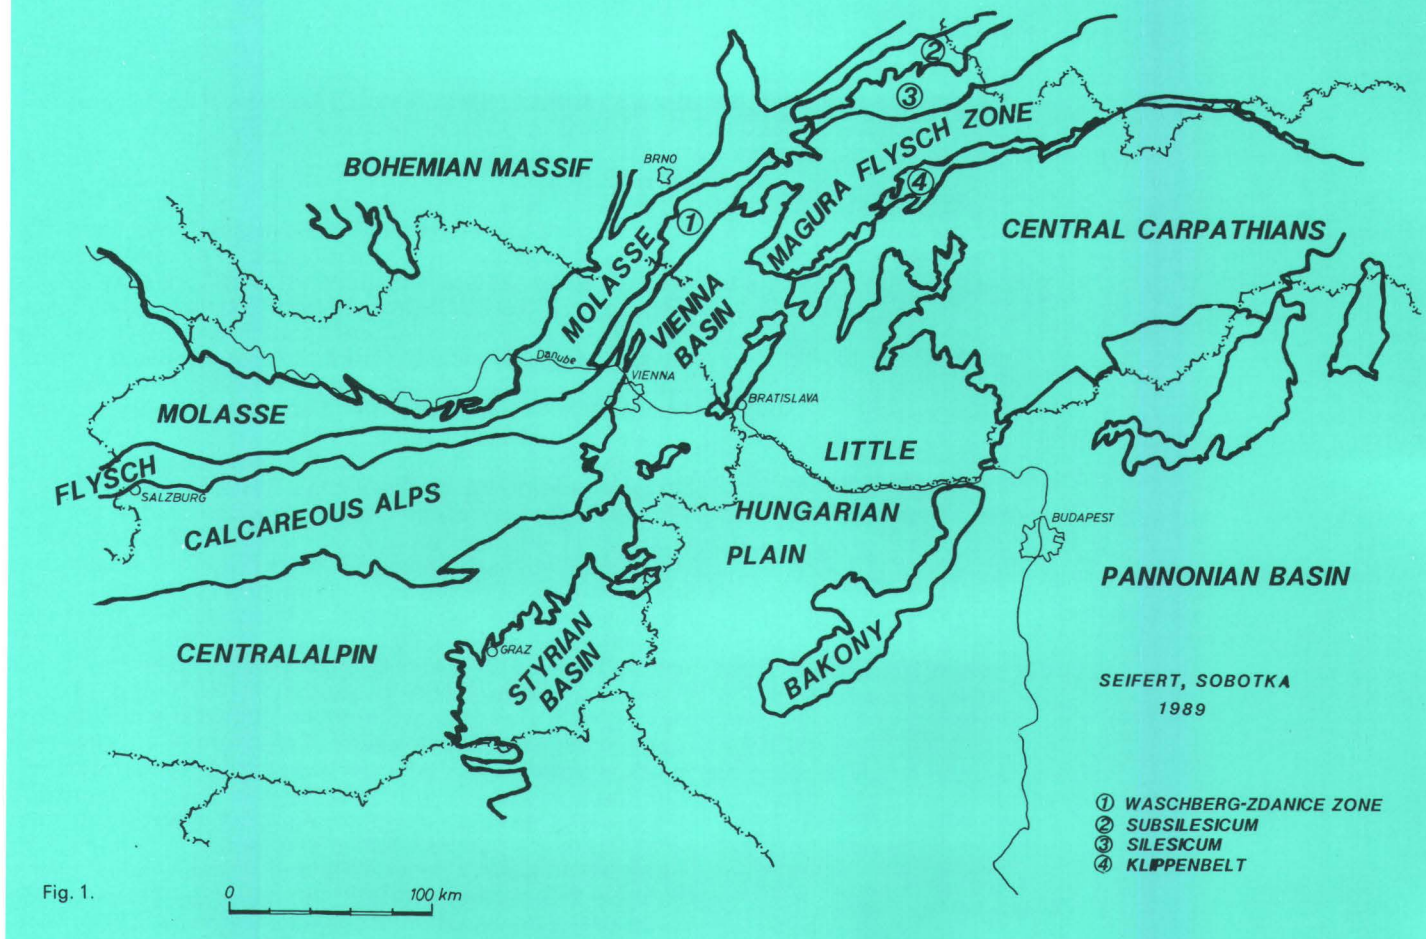 BOHEMIAN MASSIF
BRNO
②
③
①
④
MAGURA FLYSCH ZONE
CENTRAL CARPATHIANS
MOLASSE
VIENNA
BASIN
Danube
VIENNA
BRATISLAVA
MOLASSE
FLYSCH
SALZBURG
CALCAREOUS ALPS
LITTLE
HUNGARIAN
PLAIN
BUDAPEST
PANNONIAN BASIN
CENTRALALPIN
GRAZ
STYRIAN
BASIN
BAKONY
SEIFERT, SOBOTKA
1989
① WASCHBERG-ZDANICE ZONE
② SUBSILESICUM
③ SILESICUM
④ KLIPPENBELT
Fig. 1.
0 100 km